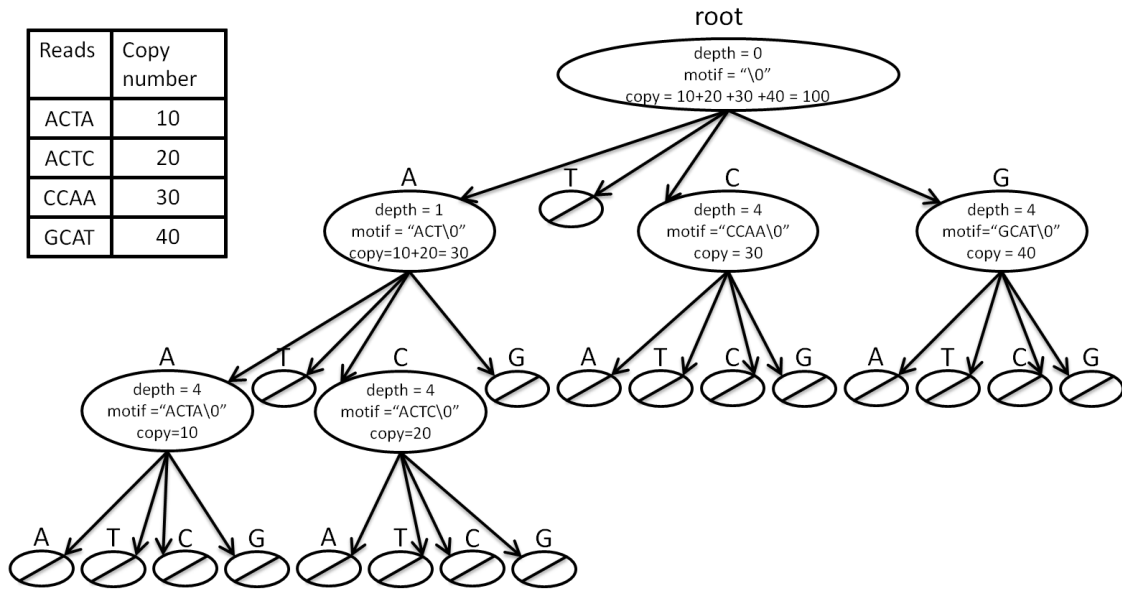 root
Reads Copy number
ACTA 10
ACTC 20
CCAA 30
GCAT 40
depth = 0
motif = “\0”
copy = 10+20 +30 +40 = 100
A T C G
depth = 1
motif = “ACT\0”
copy=10+20= 30
depth = 4
motif =“CCAA\0”
copy = 30
depth = 4
motif=“GCAT\0”
copy = 40
A T C G
A T C G
A T C G
depth = 4
motif =“ACTA\0”
copy=10
depth = 4
motif =“ACTC\0”
copy=20
A T C G
A T C G